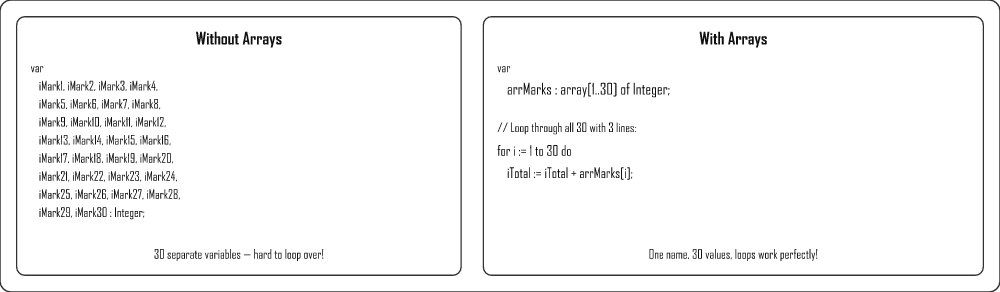 Without Arrays
var
iMark1, iMark2, iMark3, iMark4,
iMark5, iMark6, iMark7, iMark8,
iMark9, iMark10, iMark11, iMark12,
iMark13, iMark14, iMark15, iMark16,
iMark17, iMark18, iMark19, iMark20,
iMark21, iMark22, iMark23, iMark24,
iMark25, iMark26, iMark27, iMark28,
iMark29, iMark30 : Integer;
30 separate variables — hard to loop over!
With Arrays
var
arrMarks : array[1..30] of Integer;
// Loop through all 30 with 3 lines:
for i := 1 to 30 do
iTotal := iTotal + arrMarks[i];
One name, 30 values, loops work perfectly!